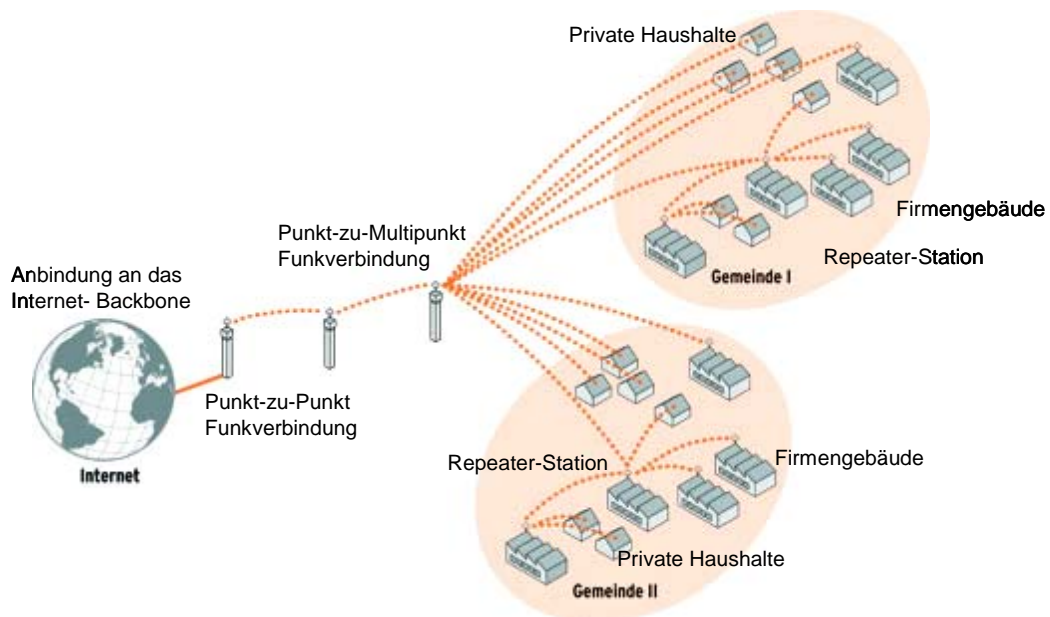 Private Haushalte
Firmengebäude
Repeater-Station
Gemeinde I
Punkt-zu-Multipunkt
Funkverbindung
Anbindung an das
Internet- Backbone
Punkt-zu-Punkt
Funkverbindung
Internet
Repeater-Station
Firmengebäude
Private Haushalte
Gemeinde II